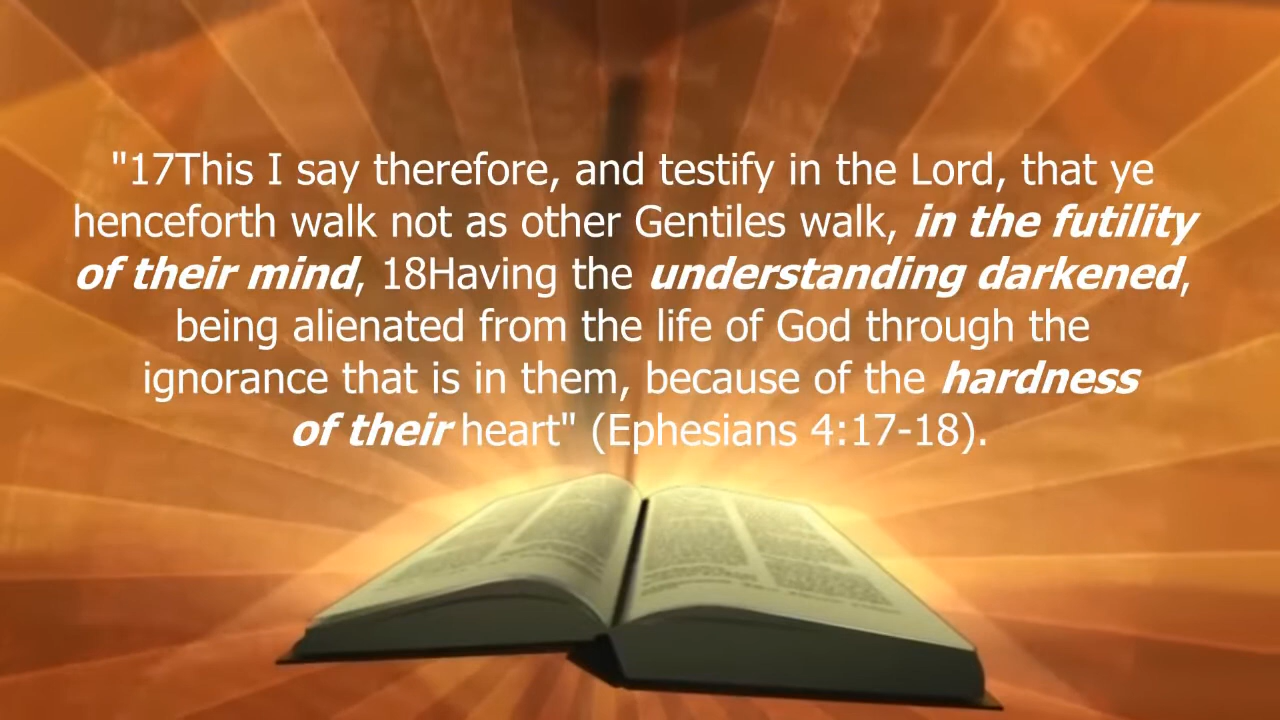 "17This I say therefore, and testify in the Lord, that ye
henceforth walk not as other Gentiles walk, in the futility
of their mind, 18Having the understanding darkened,
being alienated from the life of God through the
ignorance that is in them, because of the hardness
of their heart" (Ephesians 4:17-18).